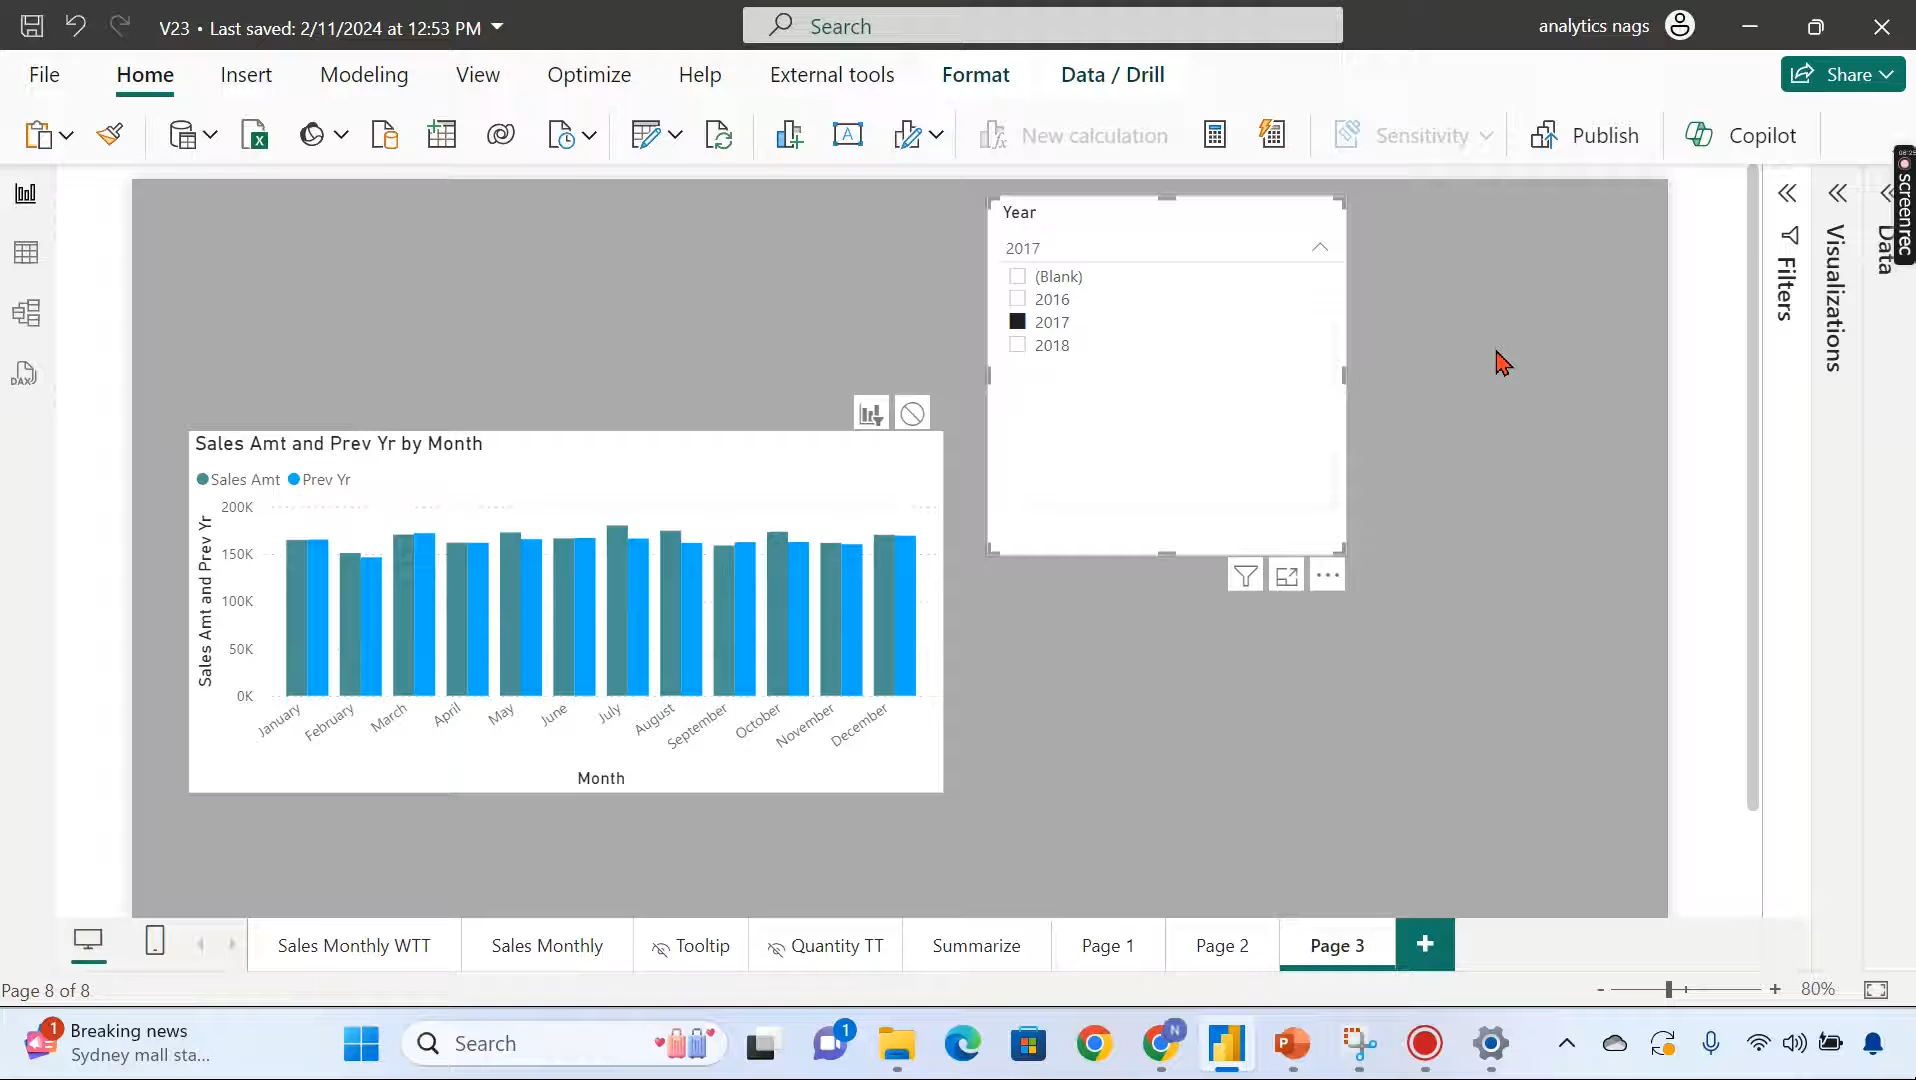 V23 • Last saved: 2/11/2024 at 12:53 PM
Search
analytics nags
File
Home
Insert
Modeling
View
Optimize
Help
External tools
Format
Data / Drill
Share
New calculation
Sensitivity
Publish
Copilot
screenrec
Filters
Visualizations
Data
DAX
Year
2017
(Blank)
2016
2017
2018
Sales Amt and Prev Yr by Month
Sales Amt
Prev Yr
Sales Amt and Prev Yr
200K
150K
100K
50K
0K
January
February
March
April
May
June
July
August
September
October
November
December
Month
Sales Monthly WTT
Sales Monthly
Tooltip
Quantity TT
Summarize
Page 1
Page 2
Page 3
+
Page 8 of 8
- + 80%
1
Breaking news
Sydney mall sta...
Search
1
N
P